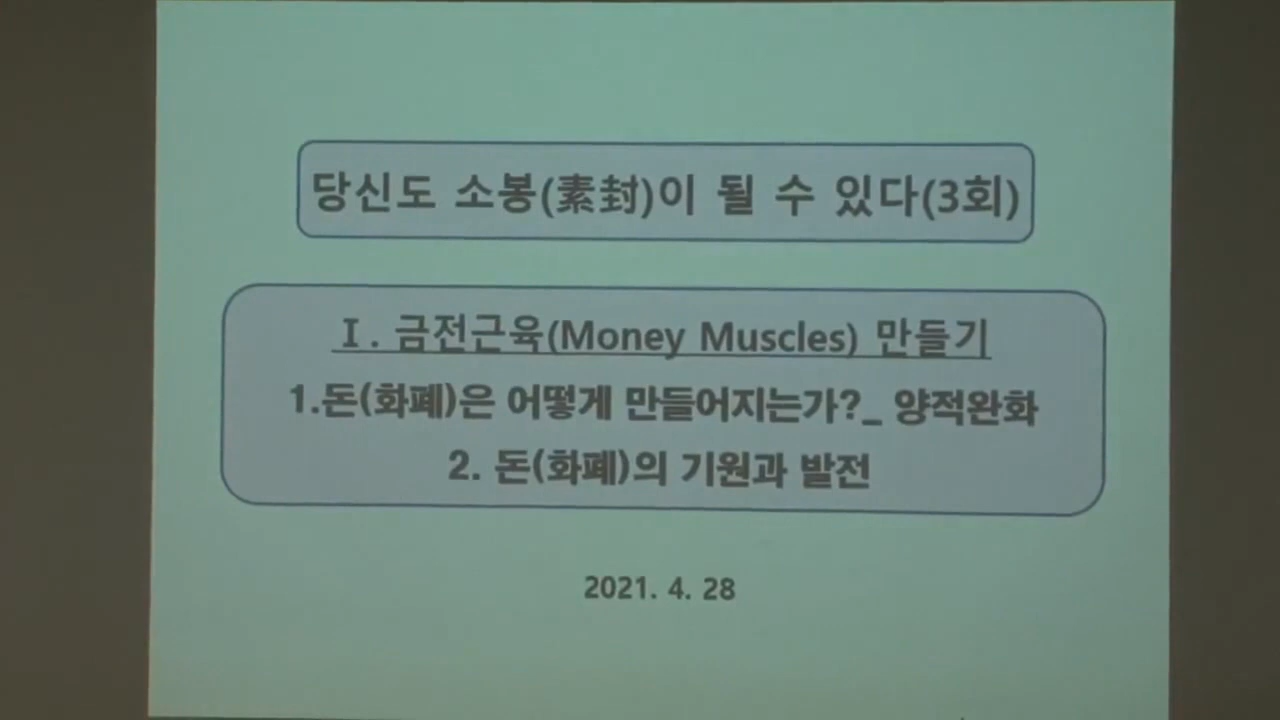 당신도 소봉(素封)이 될 수 있다(3회)
Ⅰ. 금전근육(Money Muscles) 만들기
1.돈(화폐)은 어떻게 만들어지는가?_ 양적완화
2. 돈(화폐)의 기원과 발전
2021. 4. 28